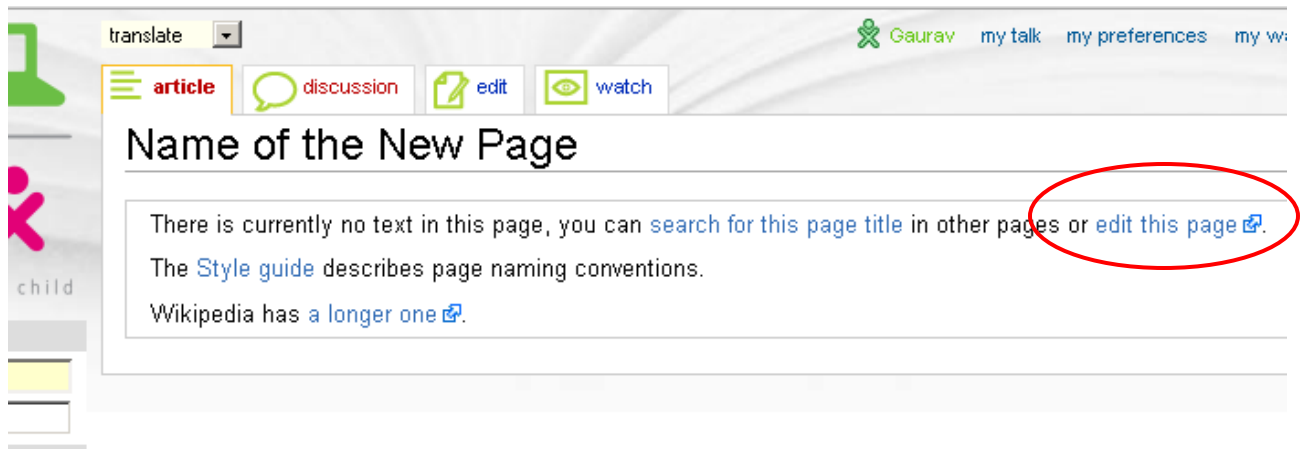 translate
Gaurav my talk my preferences my
article discussion edit watch
Name of the New Page
There is currently no text in this page, you can search for this page title in other pages or edit this page.
The Style guide describes page naming conventions.
child
Wikipedia has a longer one.